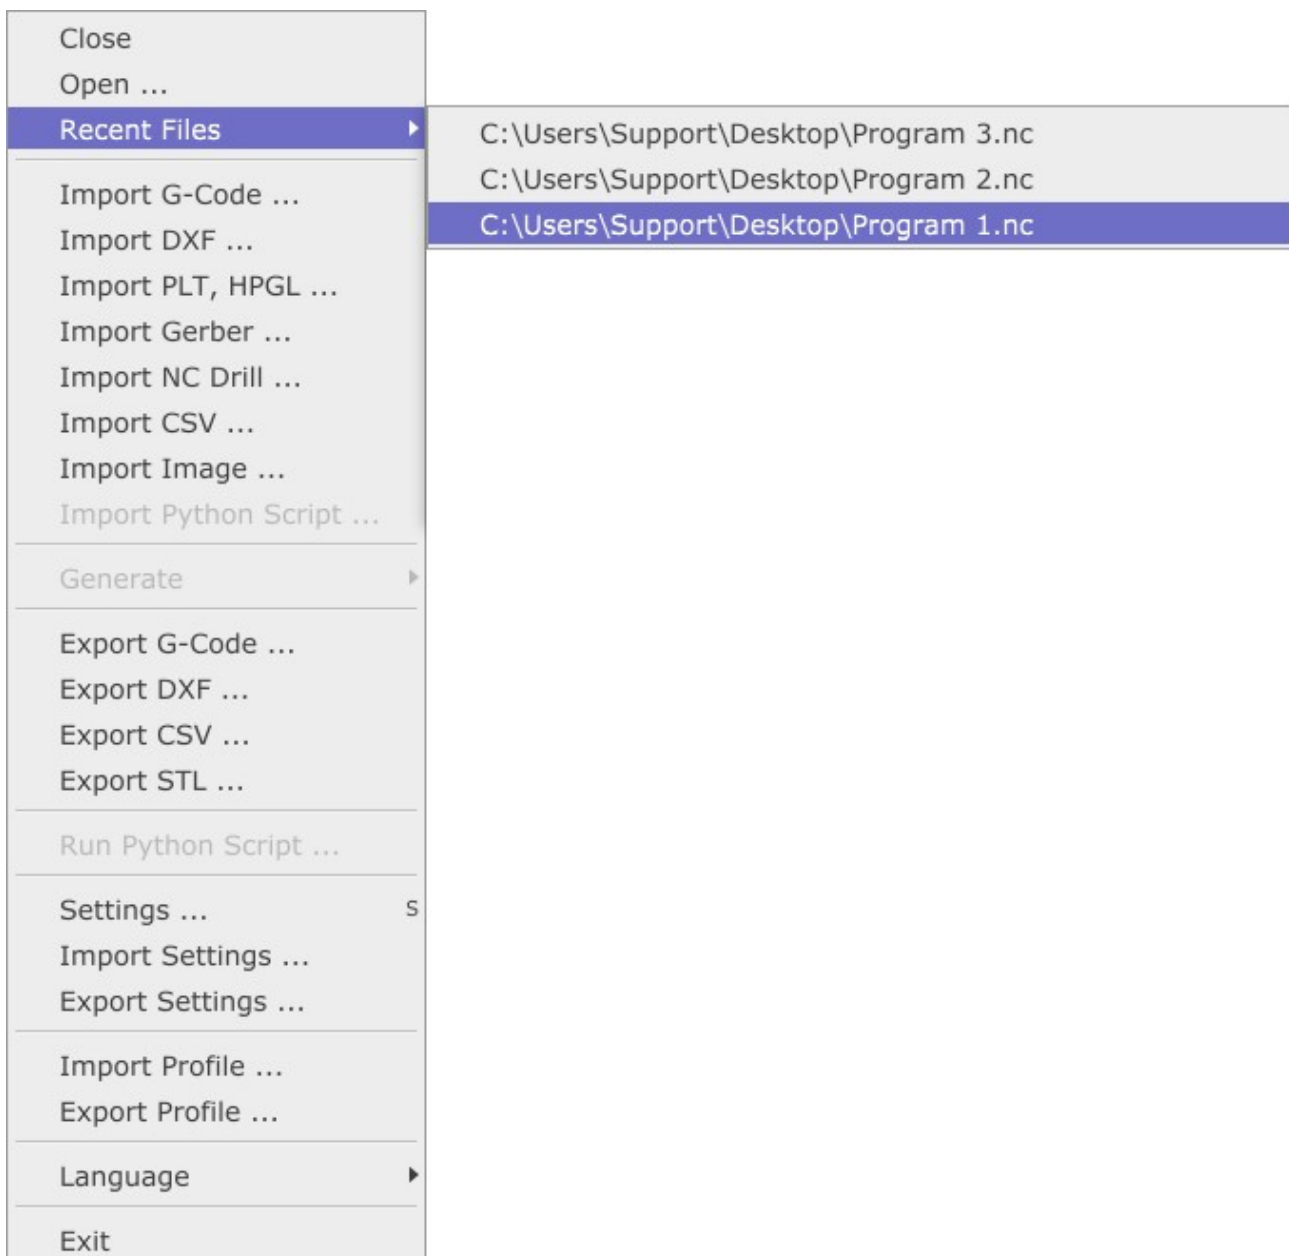 Close
Open ...
Recent Files
C:\Users\Support\Desktop\Program 3.nc
C:\Users\Support\Desktop\Program 2.nc
C:\Users\Support\Desktop\Program 1.nc
Import G-Code ...
Import DXF ...
Import PLT, HPGL ...
Import Gerber ...
Import NC Drill ...
Import CSV ...
Import Image ...
Import Python Script ...
Generate
Export G-Code ...
Export DXF ...
Export CSV ...
Export STL ...
Run Python Script ...
Settings ... S
Import Settings ...
Export Settings ...
Import Profile ...
Export Profile ...
Language
Exit